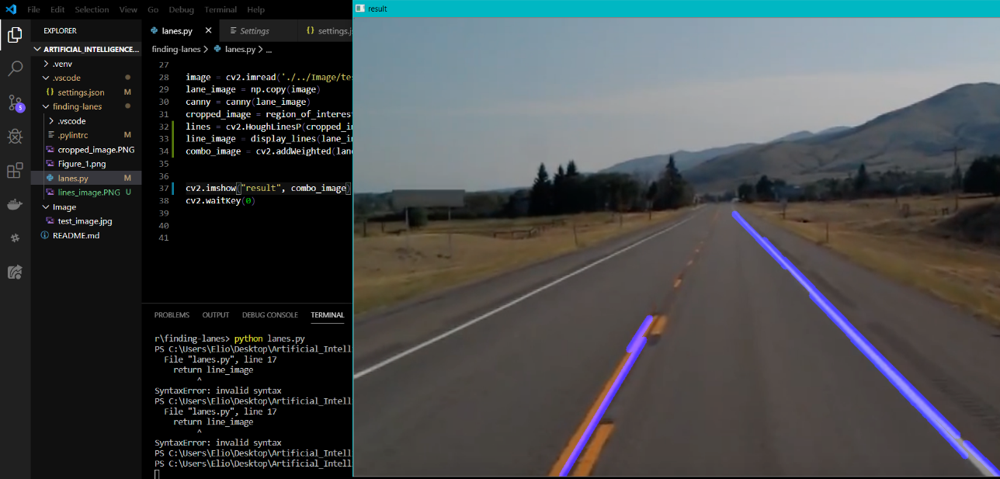 File Edit Selection View Go Debug Terminal Help
result
EXPLORER
ARTIFICIAL_INTELLIGENCE...
.venv
.vscode
{} settings.json M
finding-lanes
.vscode
.pylintrc M
cropped_image.PNG
Figure_1.png
lanes.py M
lines_image.PNG U
Image
test_image.jpg
README.md
5
lanes.py × Settings {} settings.j
finding-lanes > lanes.py > ...
27
28 image = cv2.imread('./../Image/te
29 lane_image = np.copy(image)
30 canny = canny(lane_image)
31 cropped_image = region_of_interes
32 lines = cv2.HoughLinesP(cropped_i
33 line_image = display_lines(lane_i
34 combo_image = cv2.addWeighted(lan
35
36
37 cv2.imshow("result", combo_image)
38 cv2.waitKey(0)
39
40
41
PROBLEMS OUTPUT DEBUG CONSOLE TERMINAL
r\finding-lanes> python lanes.py
PS C:\Users\Elio\Desktop\Artificial_Intell
File "lanes.py", line 17
return line_image
^
SyntaxError: invalid syntax
PS C:\Users\Elio\Desktop\Artificial_Intell
File "lanes.py", line 17
return line_image
^
SyntaxError: invalid syntax
PS C:\Users\Elio\Desktop\Artificial_Intell
PS C:\Users\Elio\Desktop\Artificial_Intell